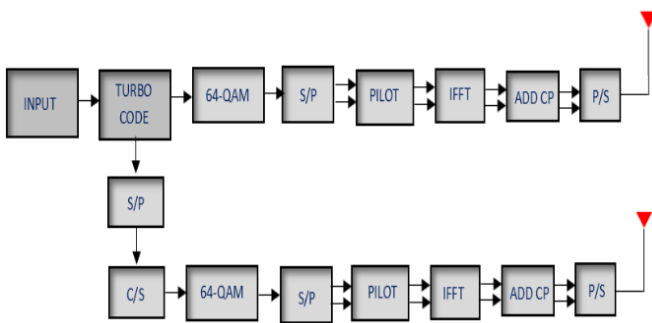 INPUT
TURBO
CODE
64-QAM
S/P
PILOT
IFFT
ADD CP
P/S
S/P
C/S
64-QAM
S/P
PILOT
IFFT
ADD CP
P/S